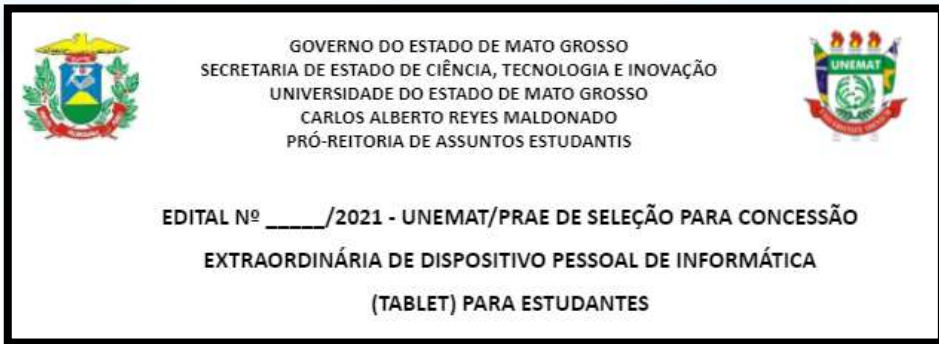 GOVERNO DO ESTADO DE MATO GROSSO
SECRETARIA DE ESTADO DE CIÊNCIA, TECNOLOGIA E INOVAÇÃO
UNIVERSIDADE DO ESTADO DE MATO GROSSO
CARLOS ALBERTO REYES MALDONADO
PRÓ-REITORIA DE ASSUNTOS ESTUDANTIS
UNEMAT
EDITAL Nº _____/2021 - UNEMAT/PRAE DE SELEÇÃO PARA CONCESSÃO
EXTRAORDINÁRIA DE DISPOSITIVO PESSOAL DE INFORMÁTICA
(TABLET) PARA ESTUDANTES